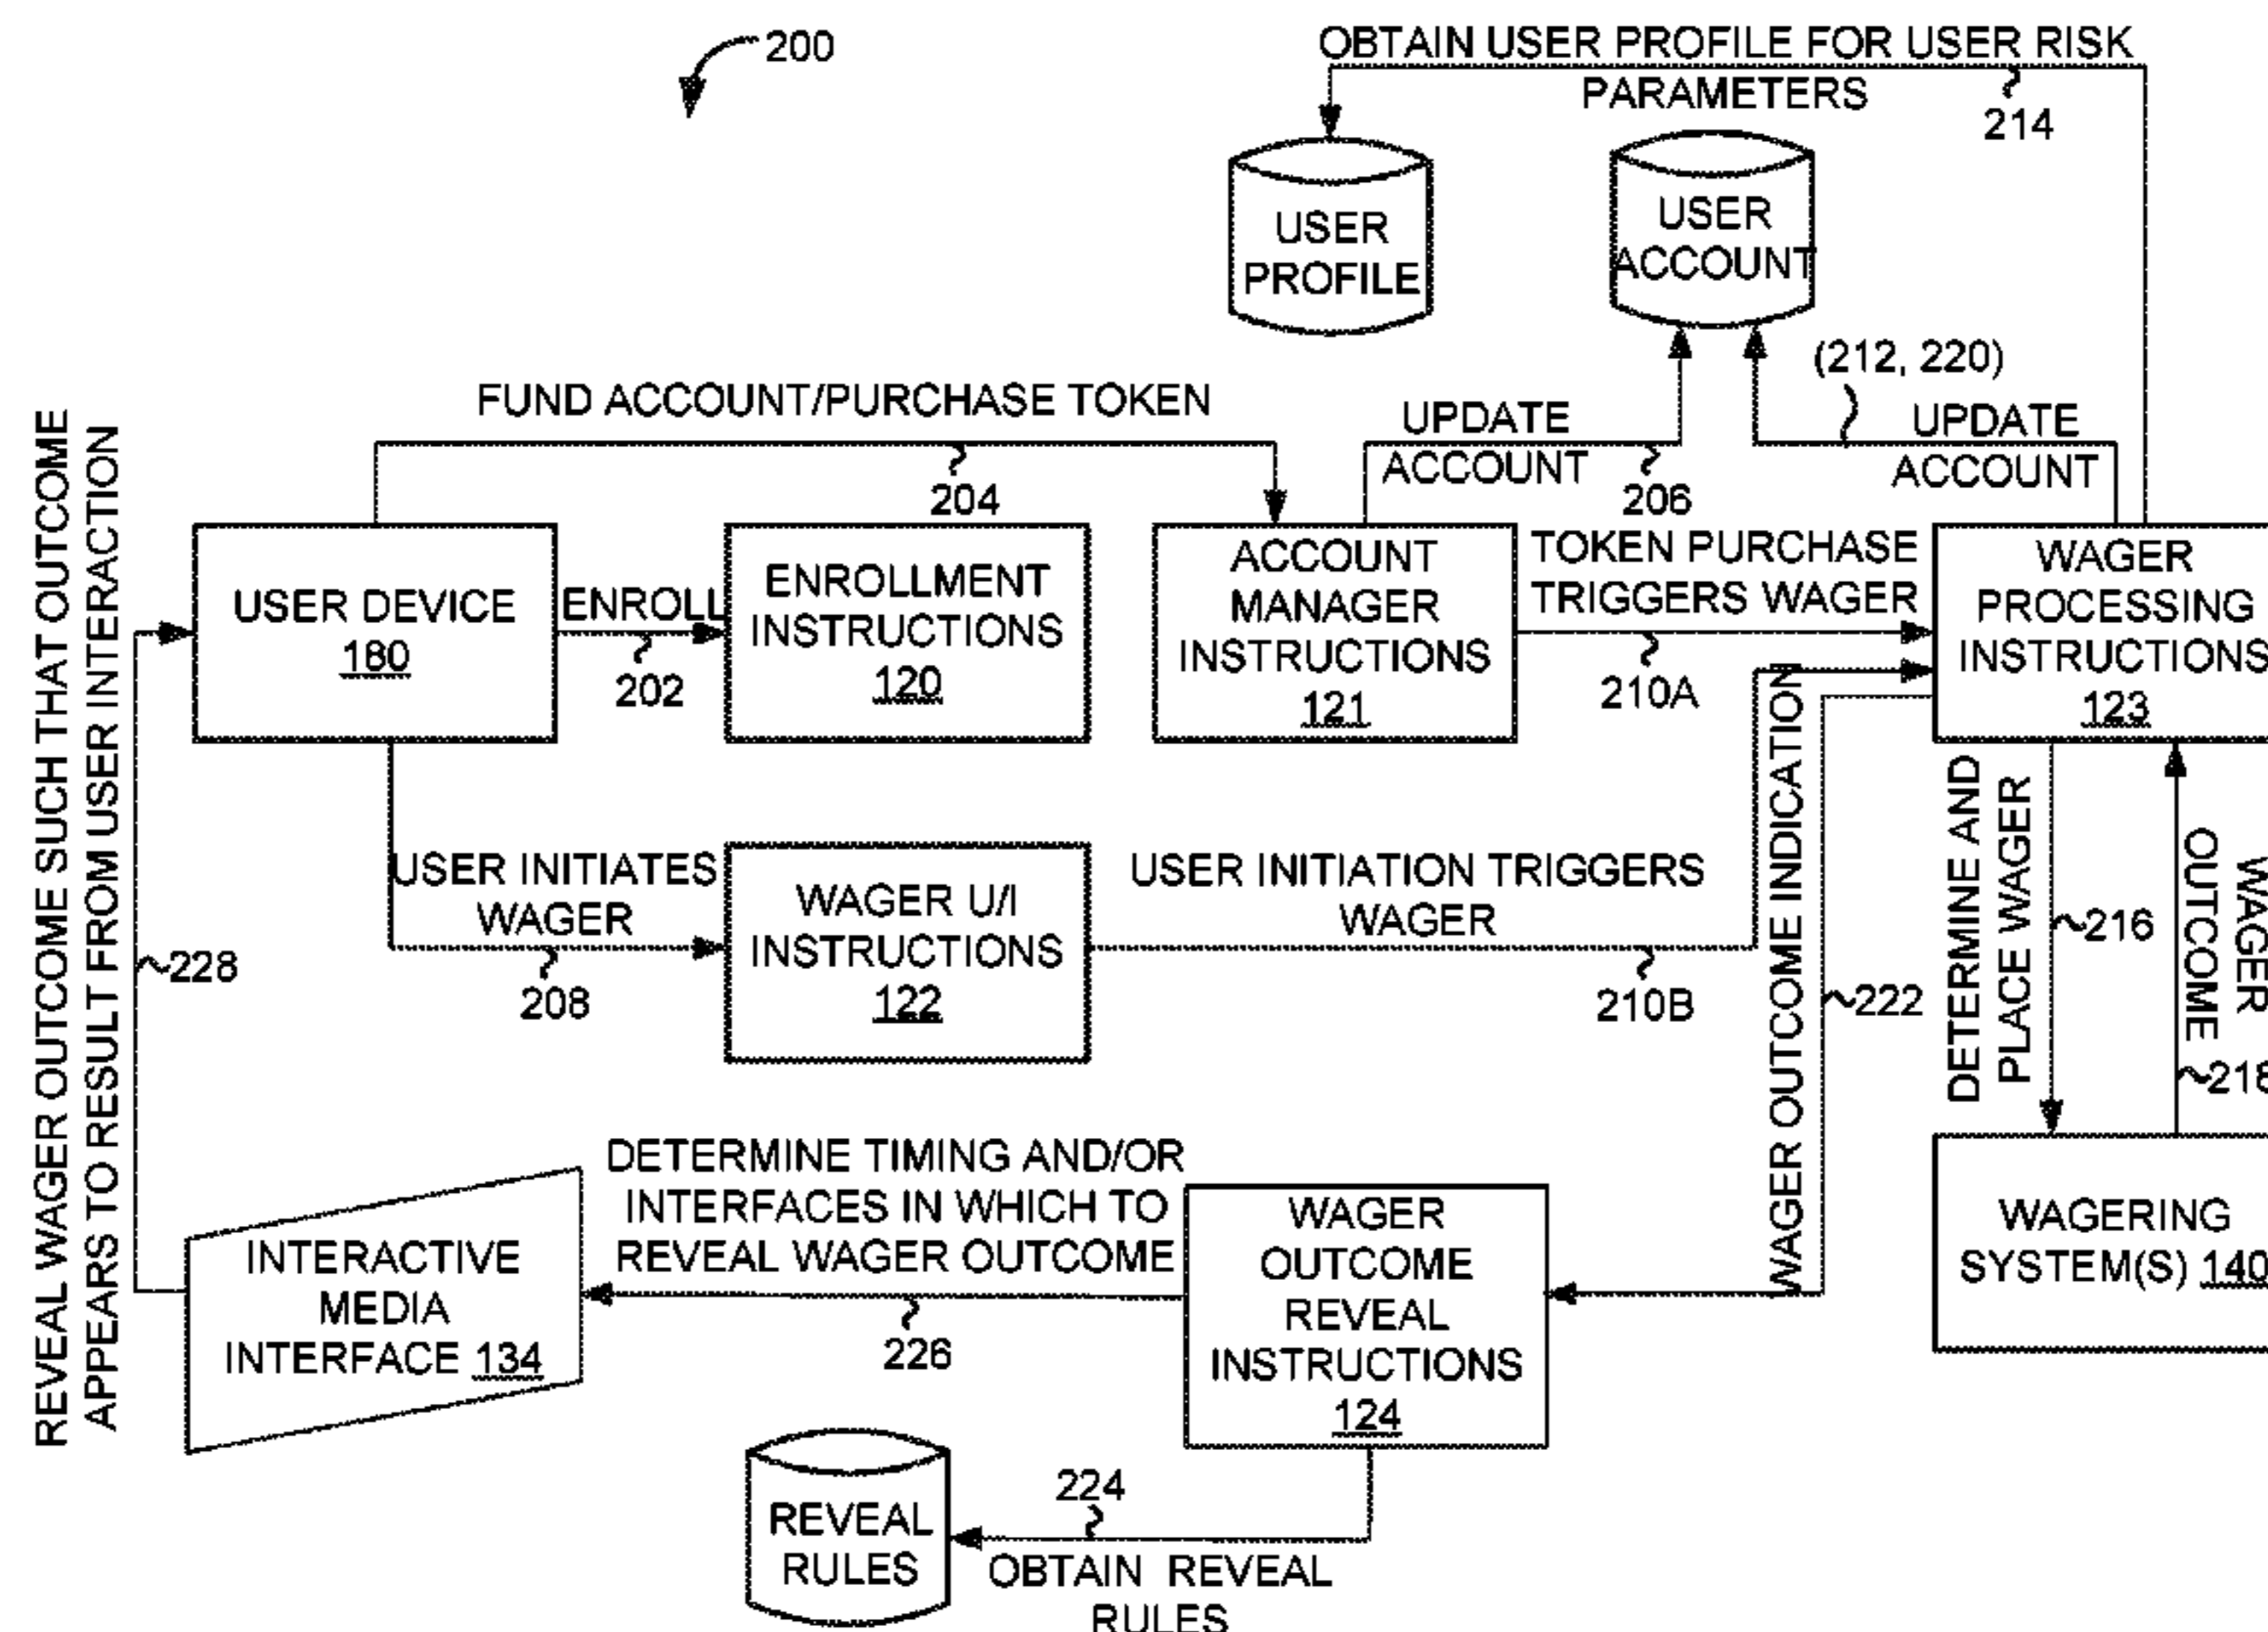 200
OBTAIN USER PROFILE FOR USER RISK
PARAMETERS
214
USER
PROFILE
USER
ACCOUNT
(212, 220)
FUND ACCOUNT/PURCHASE TOKEN
204
UPDATE
ACCOUNT
206
UPDATE
ACCOUNT
USER DEVICE
180
ENROLL
202
ENROLLMENT
INSTRUCTIONS
120
ACCOUNT
MANAGER
INSTRUCTIONS
121
TOKEN PURCHASE
TRIGGERS WAGER
210A
WAGER
PROCESSING
INSTRUCTIONS
123
USER INITIATES
WAGER
208
WAGER U/I
INSTRUCTIONS
122
USER INITIATION TRIGGERS
WAGER
210B
WAGER OUTCOME INDICATION
222
DETERMINE AND
PLACE WAGER
216
WAGER
OUTCOME
218
WAGERING
SYSTEM(S) 140
REVEAL WAGER OUTCOME SUCH THAT OUTCOME
APPEARS TO RESULT FROM USER INTERACTION
228
INTERACTIVE
MEDIA
INTERFACE 134
DETERMINE TIMING AND/OR
INTERFACES IN WHICH TO
REVEAL WAGER OUTCOME
226
WAGER
OUTCOME
REVEAL
INSTRUCTIONS
124
REVEAL
RULES
224
OBTAIN REVEAL
RULES